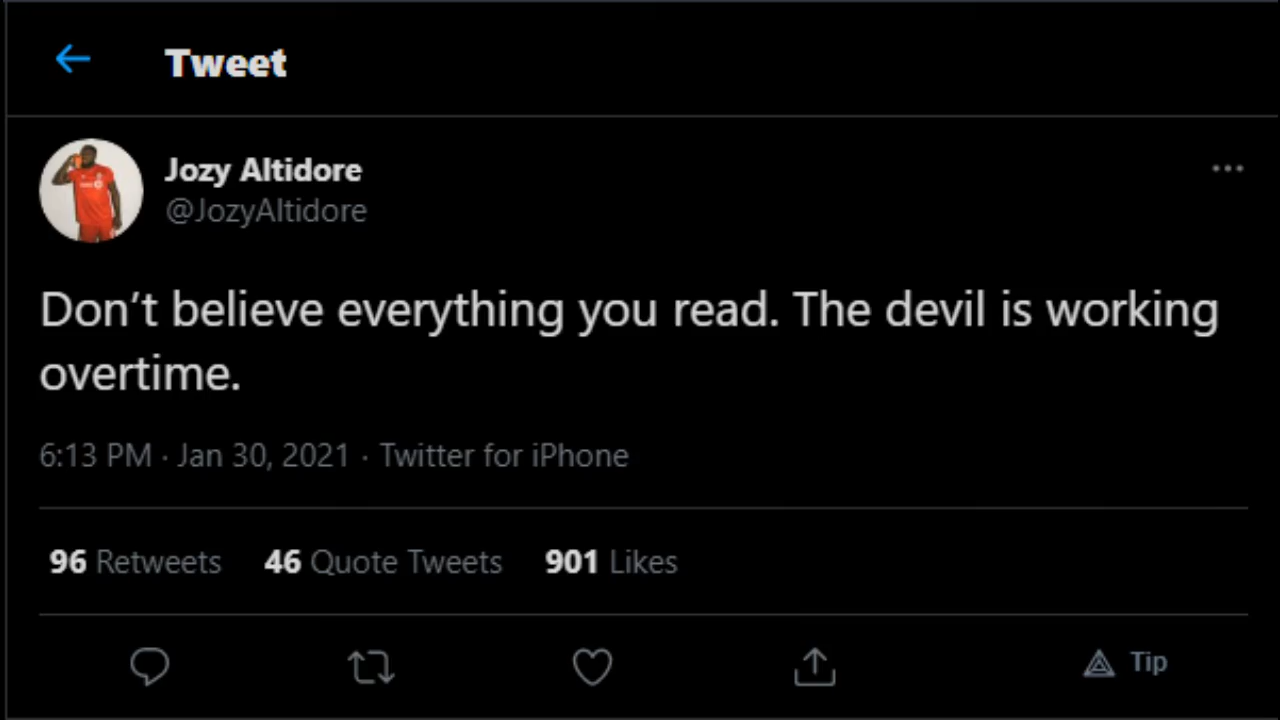 Tweet
Jozy Altidore
@JozyAltidore
Don’t believe everything you read. The devil is working
overtime.
6:13 PM · Jan 30, 2021 · Twitter for iPhone
96 Retweets 46 Quote Tweets 901 Likes
Tip